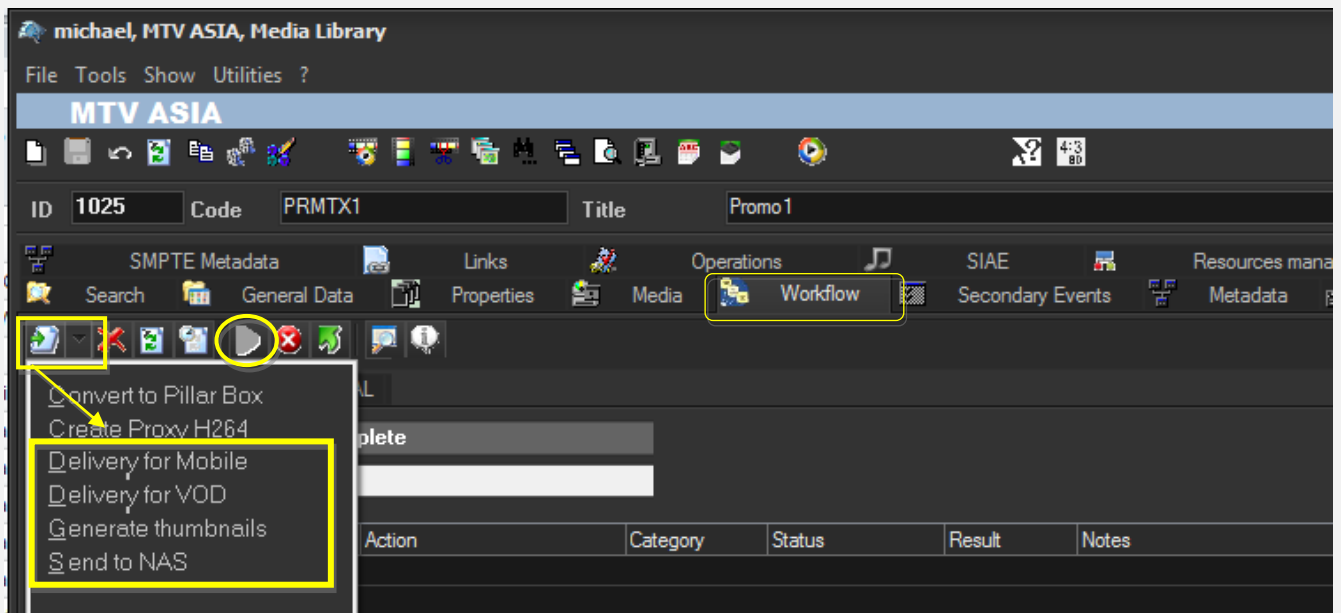 michael, MTV ASIA, Media Library
File Tools Show Utilities ?
MTV ASIA
4:3
ID 1025 Code PRMTX1 Title Promo1
SMPTE Metadata Links Operations SIAE Resources mana
Search General Data Properties Media Workflow Secondary Events Metadata
Convert to Pillar Box
AL
Create Proxy H264
plete
Delivery for Mobile
Delivery for VOD
Generate thumbnails
Action Category Status Result Notes
Send to NAS